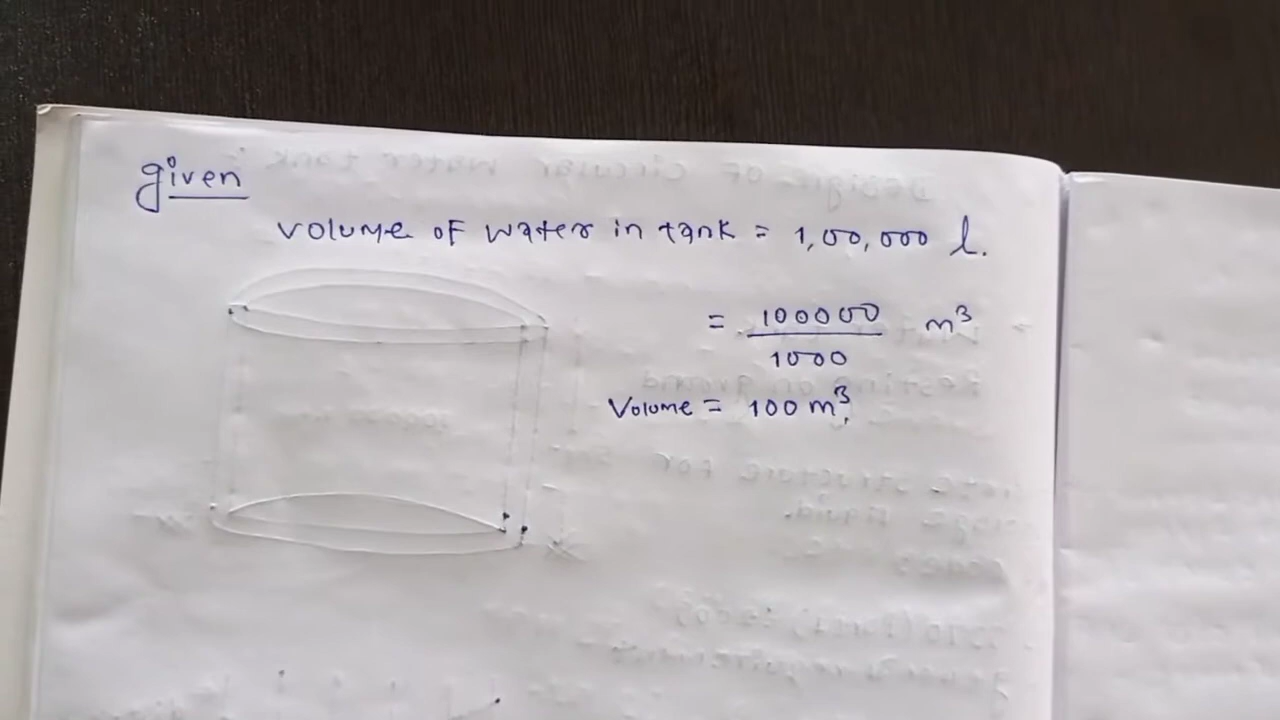 given
volume of water in tank = 1,00,000 l.
= 100000 / 1000 m³
Volume = 100 m³.